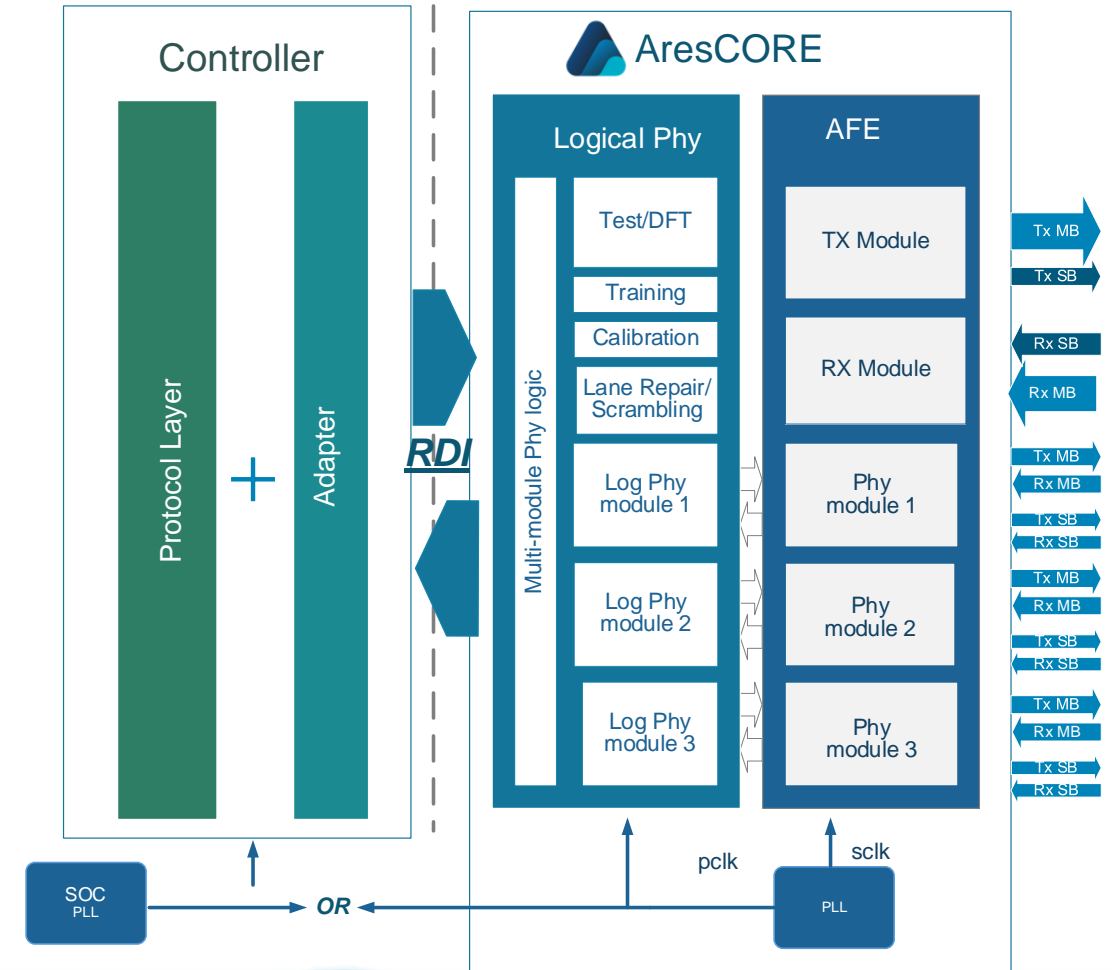 Controller
Protocol Layer
+
Adapter
RDI
AresCORE
Logical Phy
Multi-module Phy logic
Test/DFT
Training
Calibration
Lane Repair/
Scrambling
Log Phy
module 1
Log Phy
module 2
Log Phy
module 3
AFE
TX Module
RX Module
Phy
module 1
Phy
module 2
Phy
module 3
Tx MB
Tx SB
Rx SB
Rx MB
Tx MB
Rx MB
Tx SB
Rx SB
Tx MB
Rx MB
Tx SB
Rx SB
Tx MB
Rx MB
Tx SB
Rx SB
pclk
sclk
SOC
PLL
OR
PLL